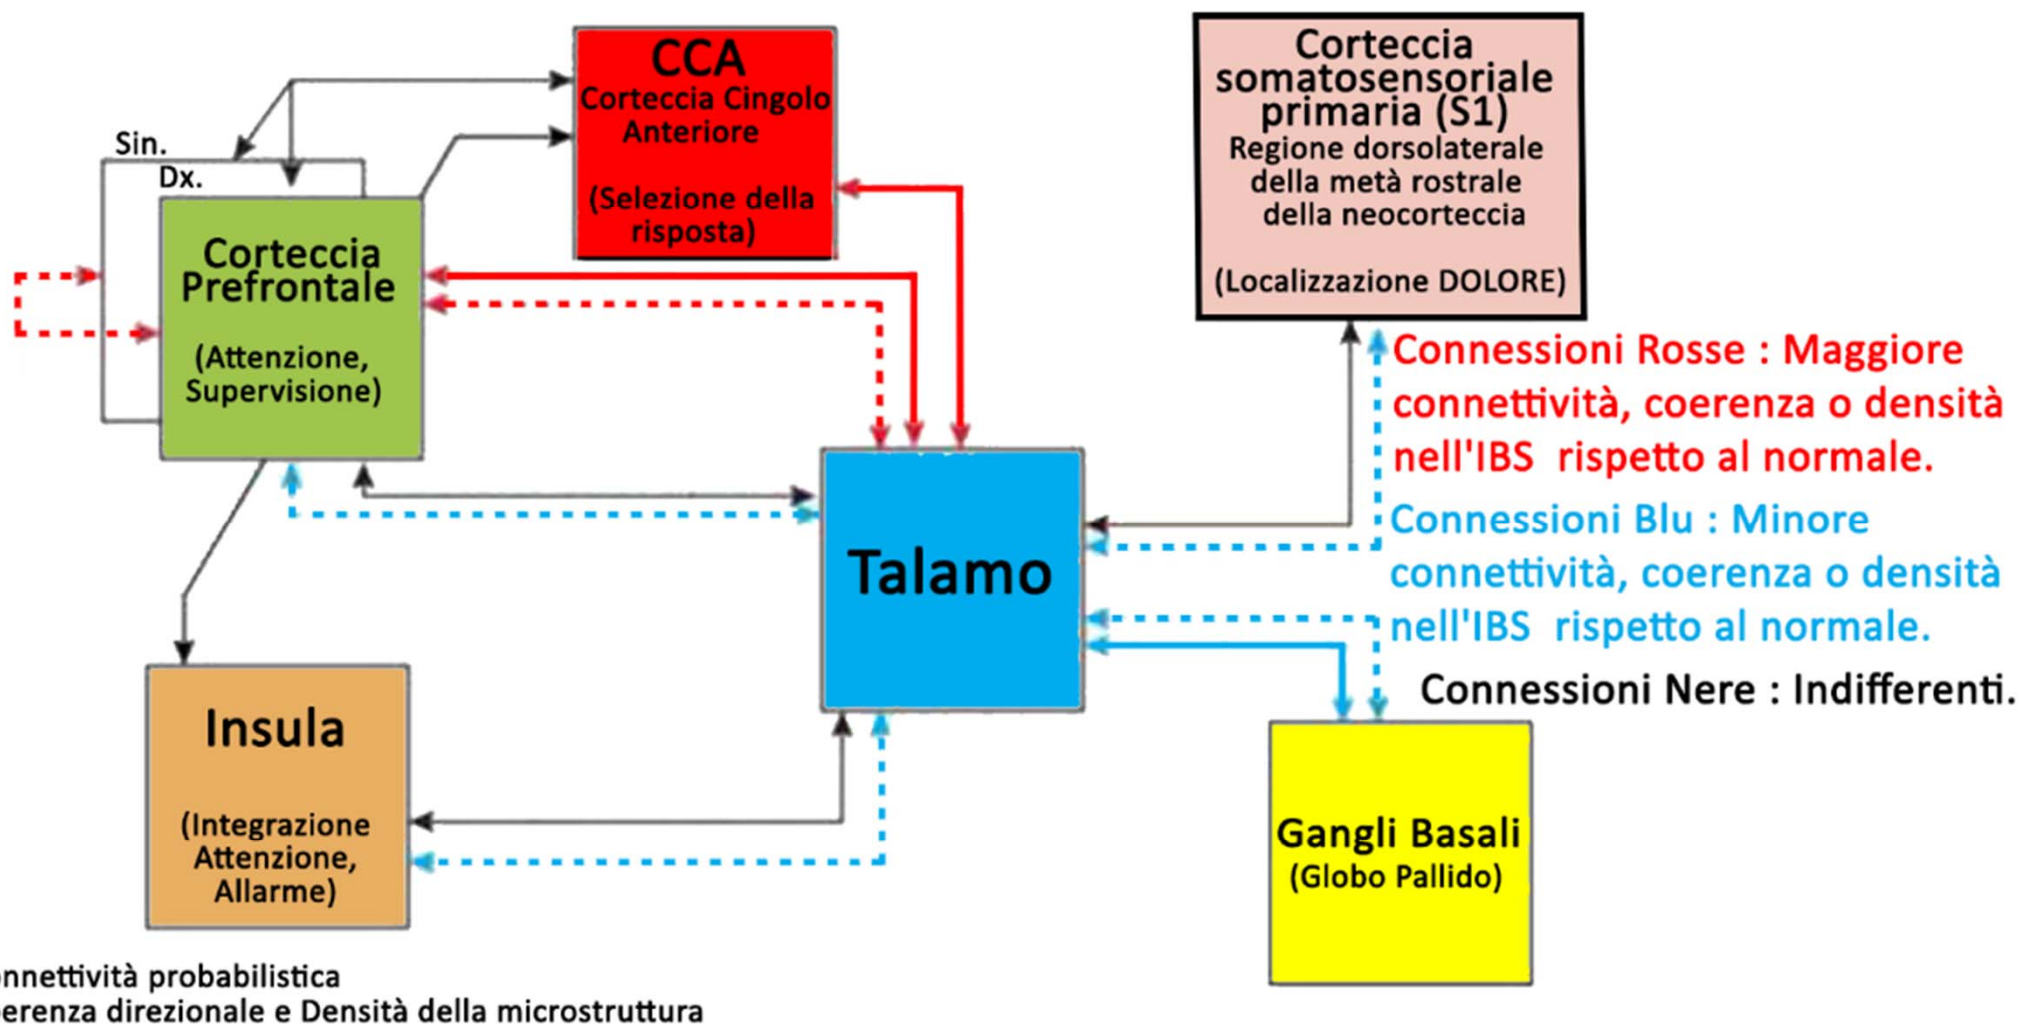 CCA
Corteccia Cingolo
Anteriore
(Selezione della
risposta)
Corteccia
somatosensoriale
primaria (S1)
Regione dorsolaterale
della metà rostrale
della neocorteccia
(Localizzazione DOLORE)
Sin.
Dx.
Corteccia
Prefrontale
(Attenzione,
Supervisione)
Connessioni Rosse : Maggiore
connettività, coerenza o densità
nell'IBS rispetto al normale.
Connessioni Blu : Minore
connettività, coerenza o densità
nell'IBS rispetto al normale.
Connessioni Nere : Indifferenti.
Talamo
Insula
(Integrazione
Attenzione,
Allarme)
Gangli Basali
(Globo Pallido)
nnettività probabilistica
erenza direzionale e Densità della microstruttura